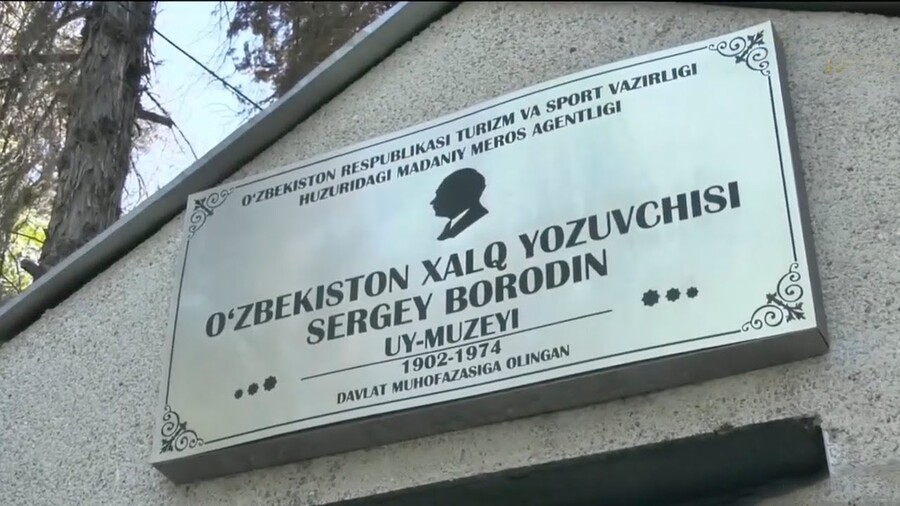 O‘ZBEKISTON RESPUBLIKASI TURIZM VA SPORT VAZIRLIGI
HUZURIDAGI MADANIY MEROS AGENTLIGI
O‘ZBEKISTON XALQ YOZUVCHISI
SERGEY BORODIN
UY-MUZEYI
1902-1974
DAVLAT MUHOFAZASIGA OLINGAN